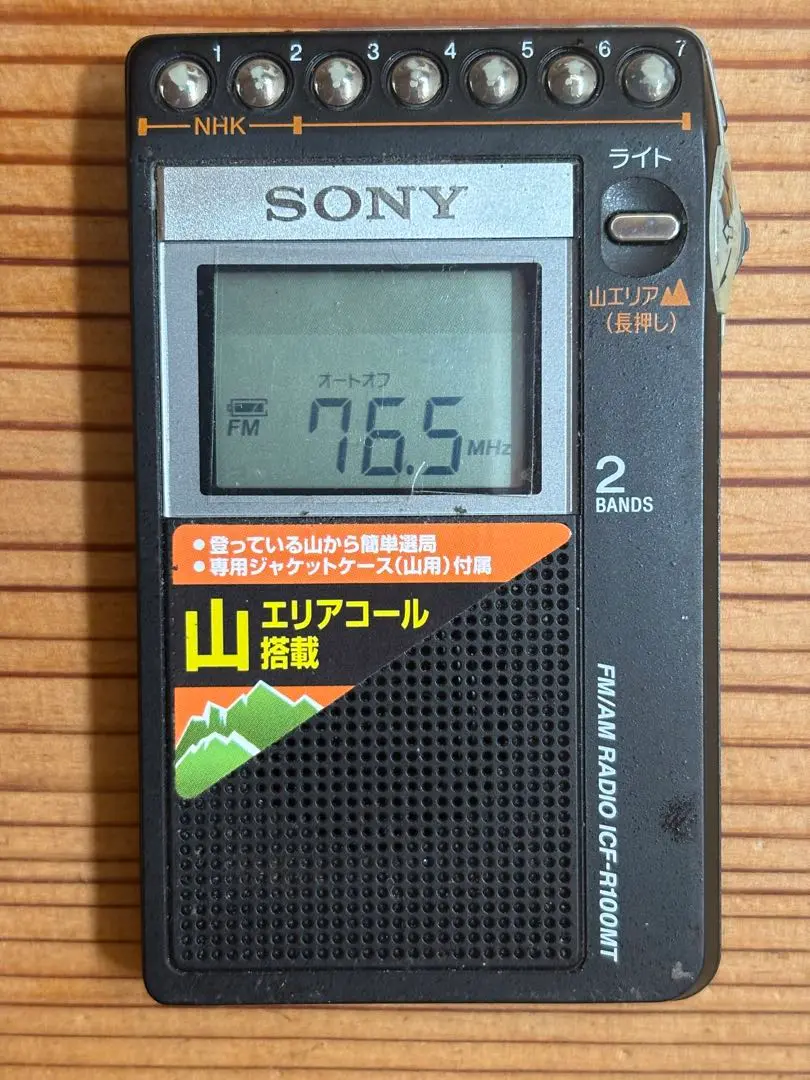 1 2 3 4 5 6 7
NHK
ライト
SONY
山エリア
(長押し)
オートオフ
FM 76.5 MHz
2
BANDS
●登っている山から簡単選局
●専用ジャケットケース(山用)付属
山 エリアコール
搭載
FM/AM RADIO ICF-R100MT